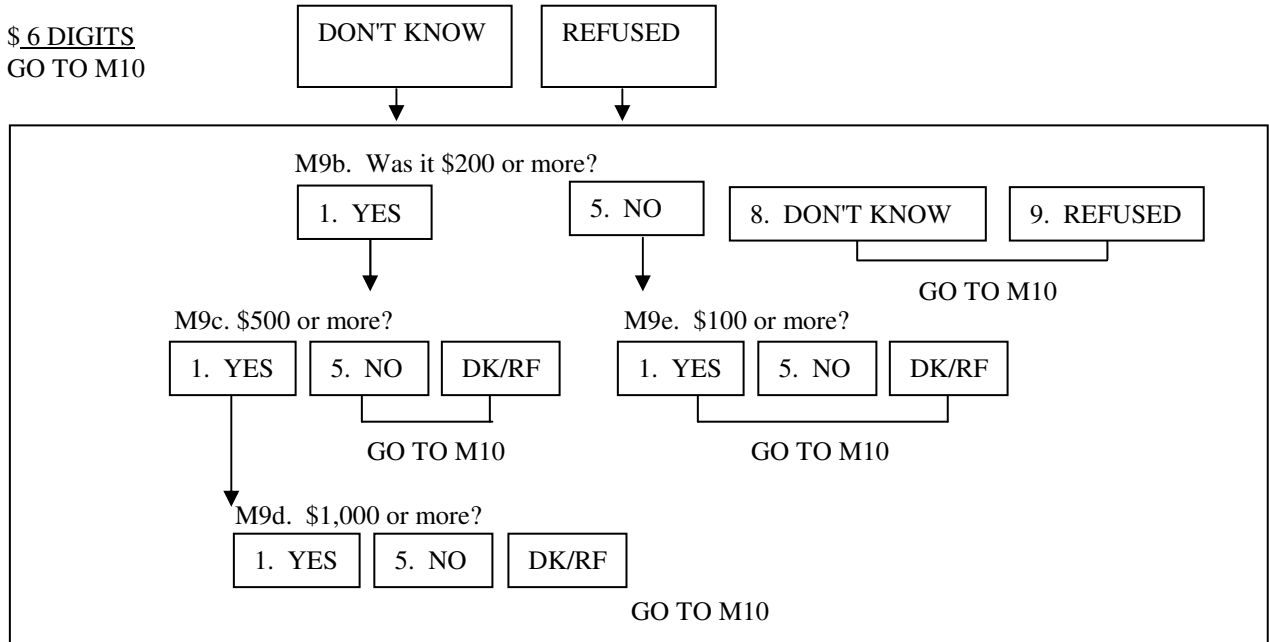 $ 6 DIGITS
GO TO M10
DON'T KNOW
REFUSED
M9b. Was it $200 or more?
1. YES
5. NO
8. DON'T KNOW
9. REFUSED
GO TO M10
M9c. $500 or more?
M9e. $100 or more?
1. YES
5. NO
DK/RF
1. YES
5. NO
DK/RF
GO TO M10
GO TO M10
M9d. $1,000 or more?
1. YES
5. NO
DK/RF
GO TO M10